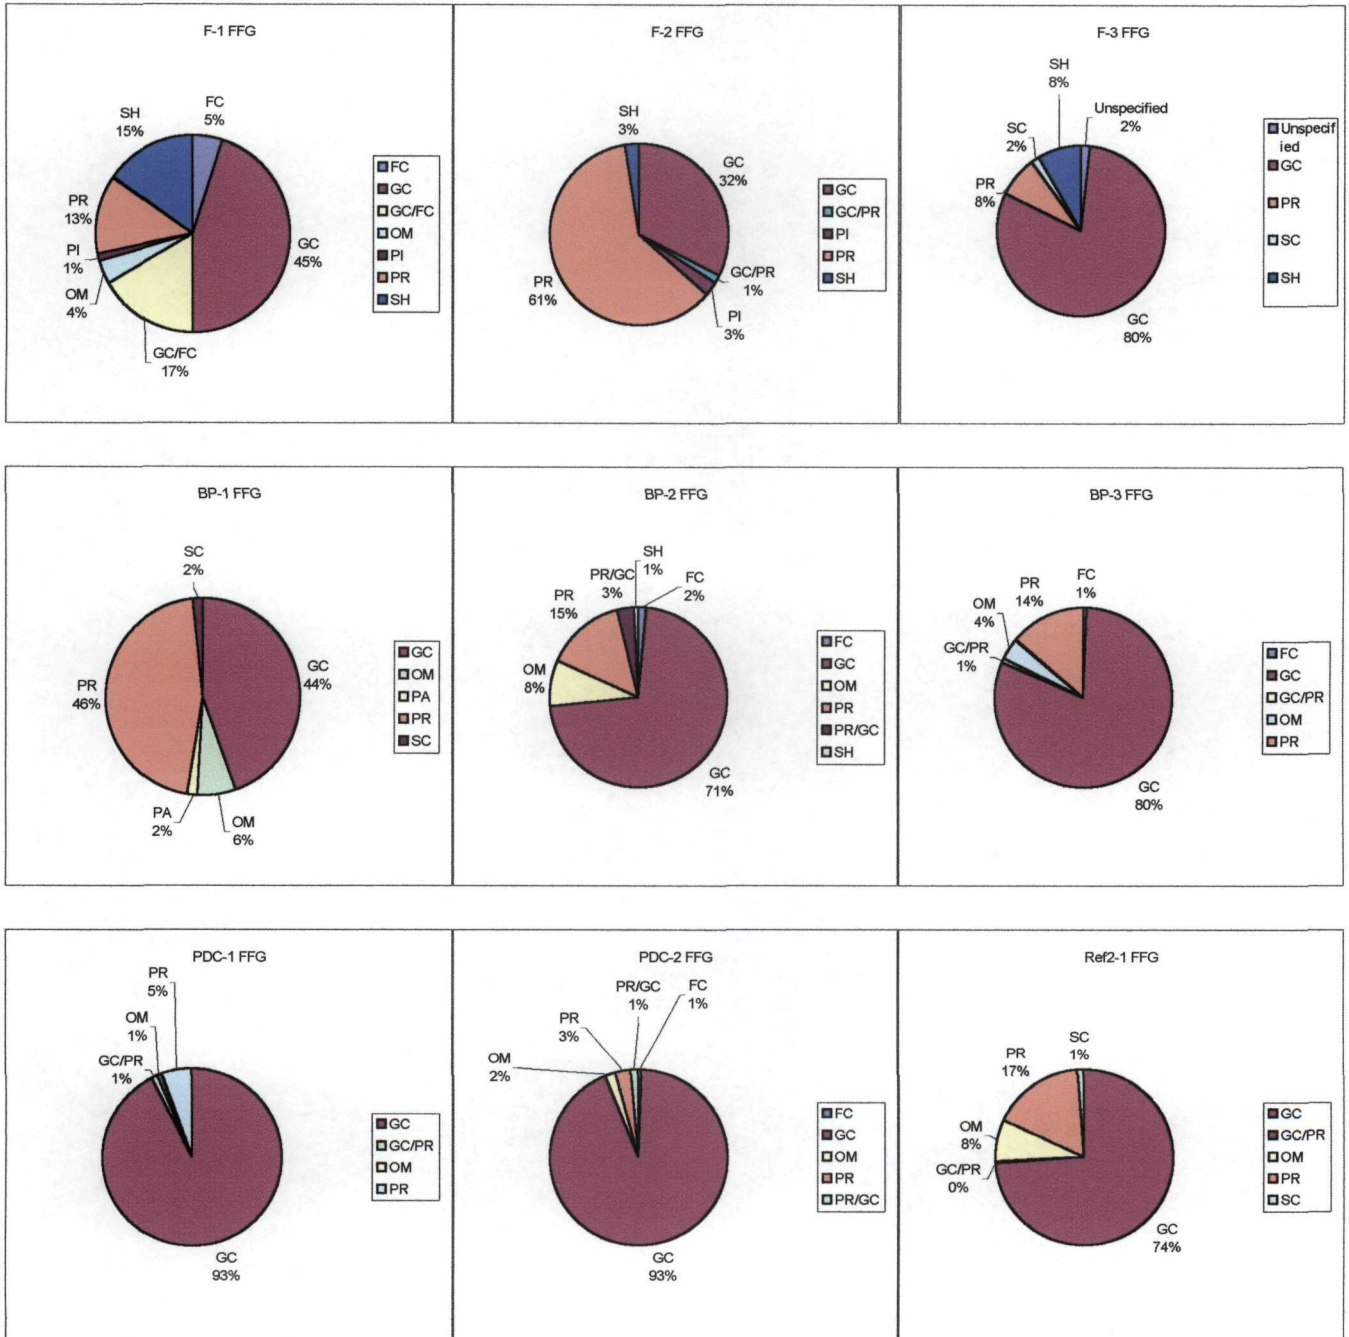 F-1 FFG
SH
15%
FC
5%
PR
13%
PI
1%
OM
4%
GC/FC
17%
GC
45%
FC
GC
GC/FC
OM
PI
PR
SH
F-2 FFG
SH
3%
GC
32%
GC/PR
1%
PI
3%
PR
61%
GC
GC/PR
PI
PR
SH
F-3 FFG
SH
8%
Unspecified
2%
SC
2%
PR
8%
GC
80%
Unspecif
ied
GC
PR
SC
SH
BP-1 FFG
SC
2%
GC
44%
PR
46%
PA
2%
OM
6%
GC
OM
PA
PR
SC
BP-2 FFG
SH
1%
PR/GC
3%
FC
2%
PR
15%
OM
8%
GC
71%
FC
GC
OM
PR
PR/GC
SH
BP-3 FFG
FC
1%
PR
14%
OM
4%
GC/PR
1%
GC
80%
FC
GC
GC/PR
OM
PR
PDC-1 FFG
PR
5%
OM
1%
GC/PR
1%
GC
93%
GC
GC/PR
OM
PR
PDC-2 FFG
PR/GC
1%
FC
1%
PR
3%
OM
2%
GC
93%
FC
GC
OM
PR
PR/GC
Ref2-1 FFG
SC
1%
PR
17%
OM
8%
GC/PR
0%
GC
74%
GC
GC/PR
OM
PR
SC